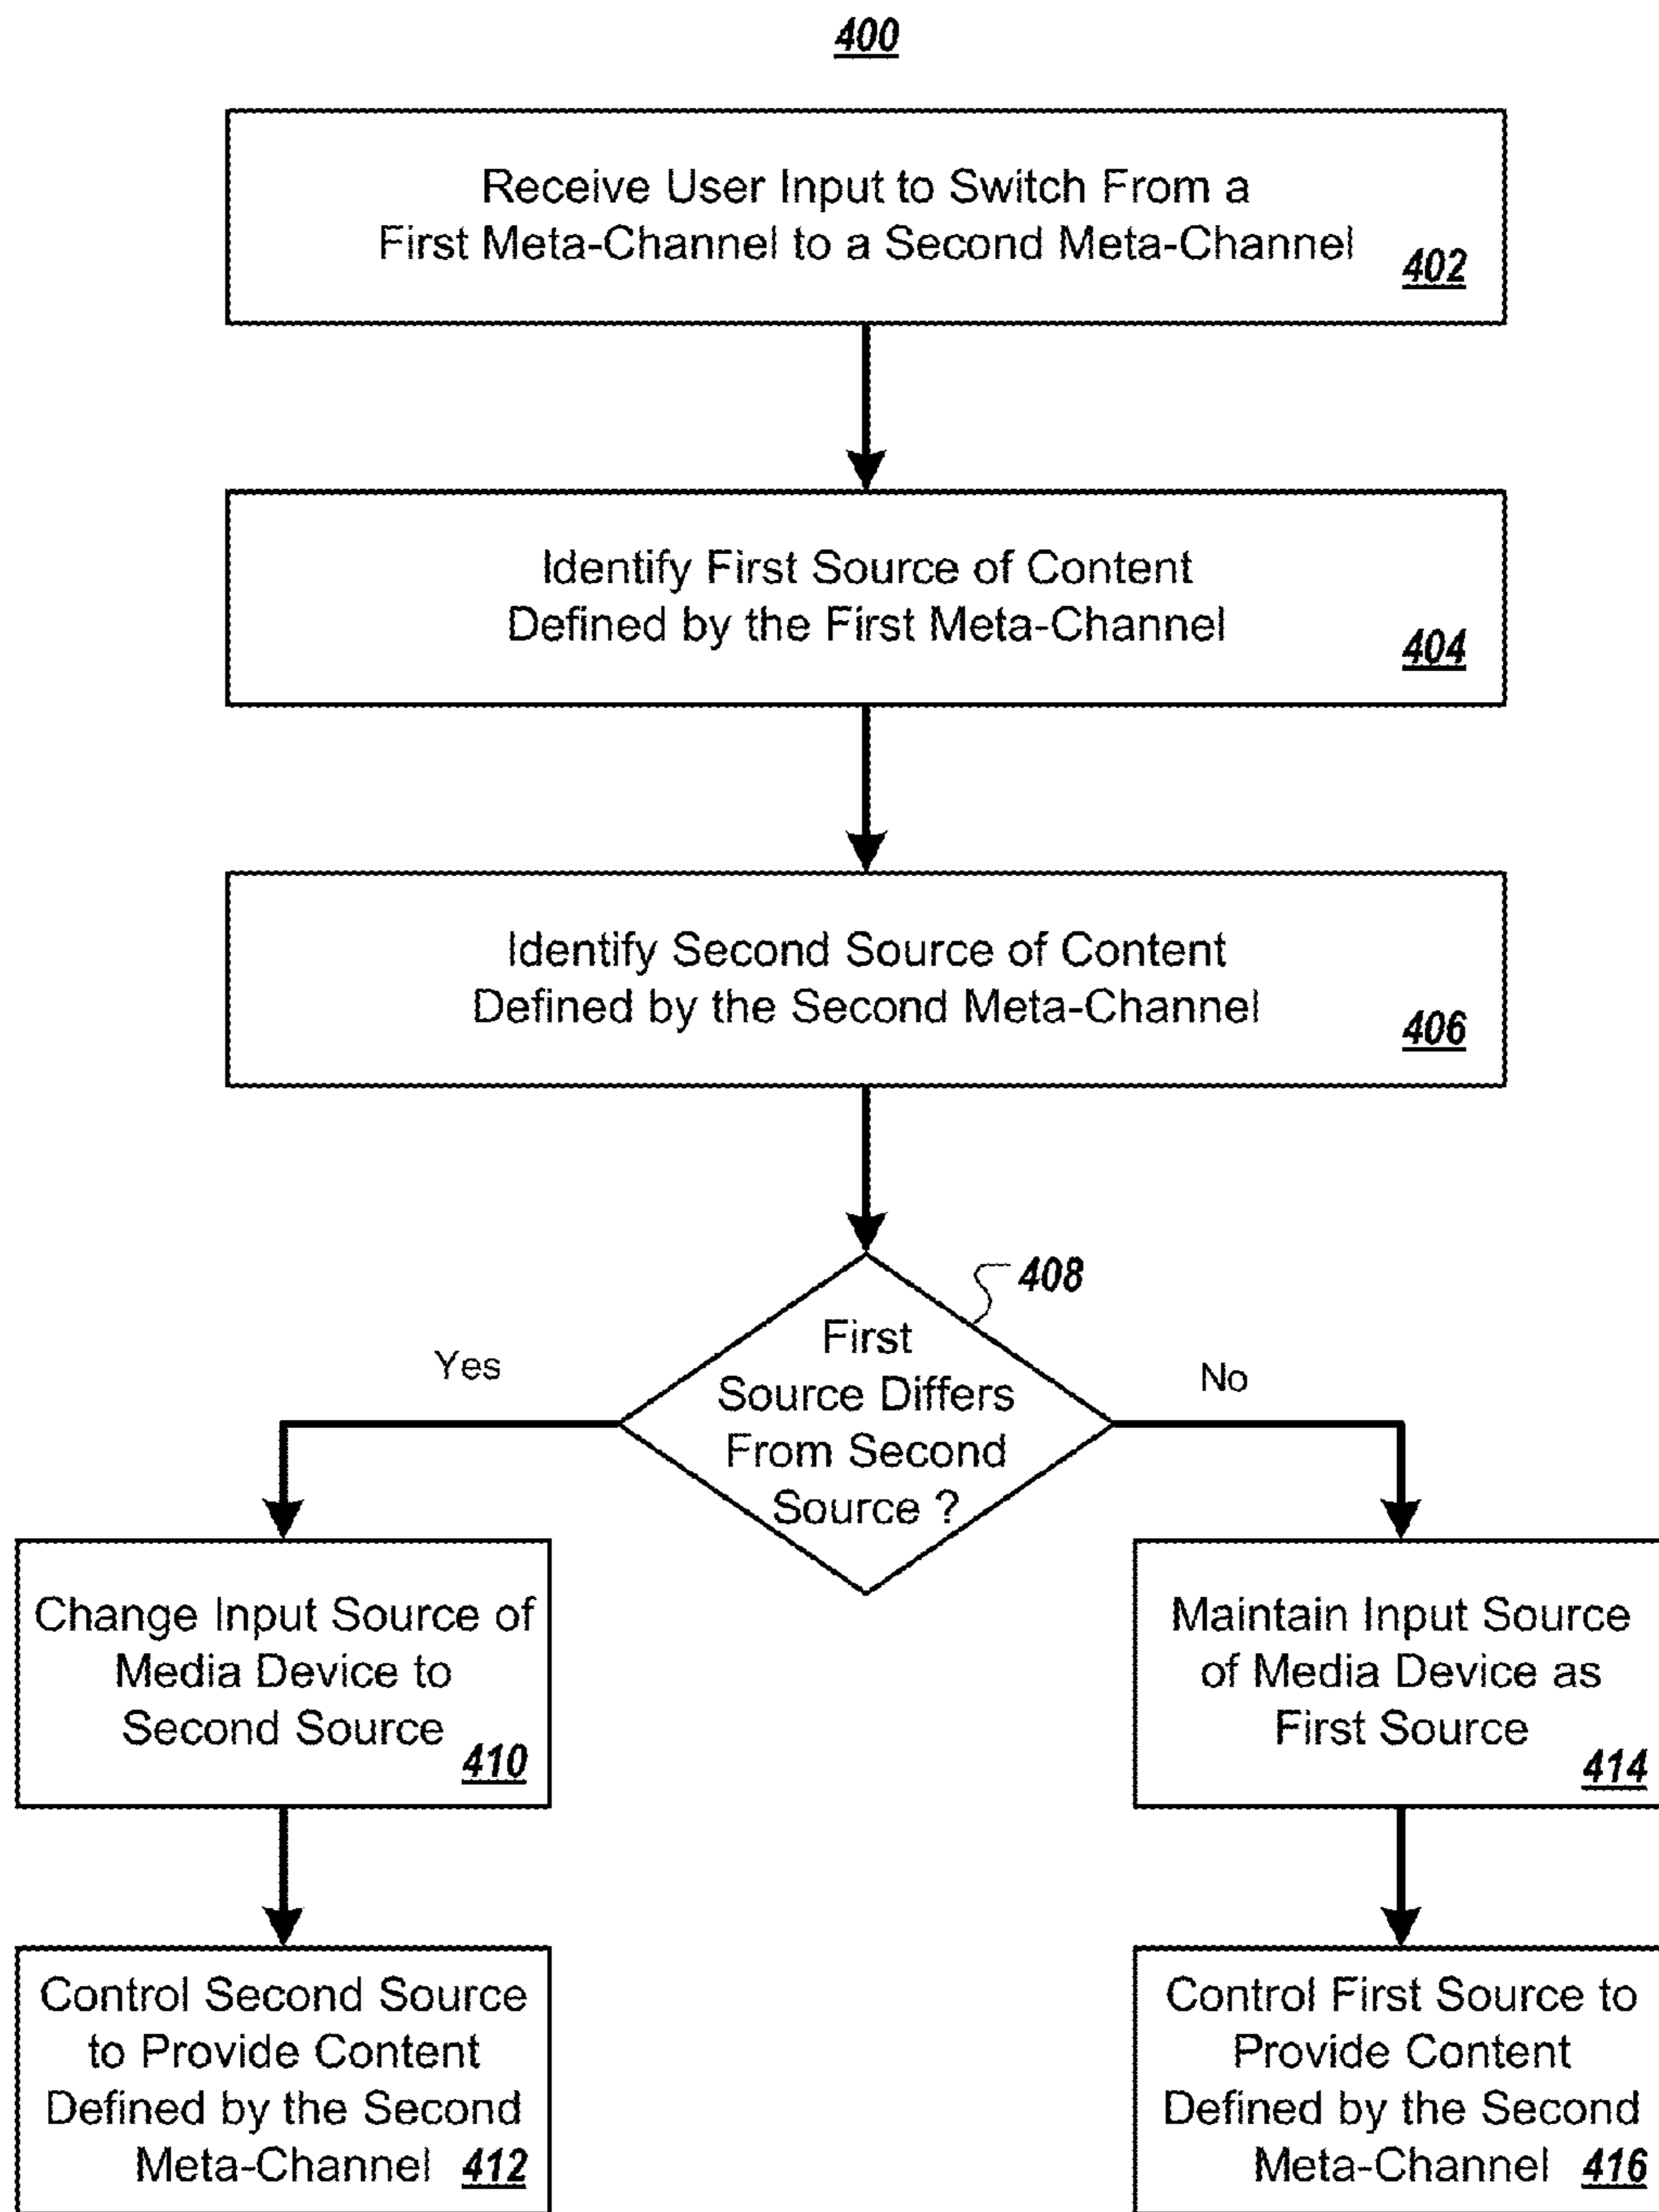 400
Receive User Input to Switch From a
First Meta-Channel to a Second Meta-Channel
402
Identify First Source of Content
Defined by the First Meta-Channel
404
Identify Second Source of Content
Defined by the Second Meta-Channel
406
408
First
Source Differs
From Second
Source ?
Yes
No
Change Input Source of
Media Device to
Second Source
410
Maintain Input Source
of Media Device as
First Source
414
Control Second Source
to Provide Content
Defined by the Second
Meta-Channel 412
Control First Source to
Provide Content
Defined by the Second
Meta-Channel 416